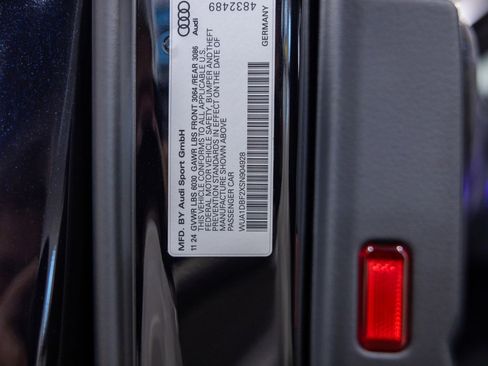 MFD. BY Audi Sport GmbH
11 24 GVWR LBS 6030 GAWR LBS FRONT 3064 /REAR 3086
THIS VEHICLE CONFORMS TO ALL APPLICABLE U.S.
FEDERAL MOTOR VEHICLE SAFETY, BUMPER AND THEFT
PREVENTION STANDARDS IN EFFECT ON THE DATE OF
MANUFACTURE SHOWN ABOVE
PASSENGER CAR
WUA1DBF2XSN904928
Audi
4832489
GERMANY